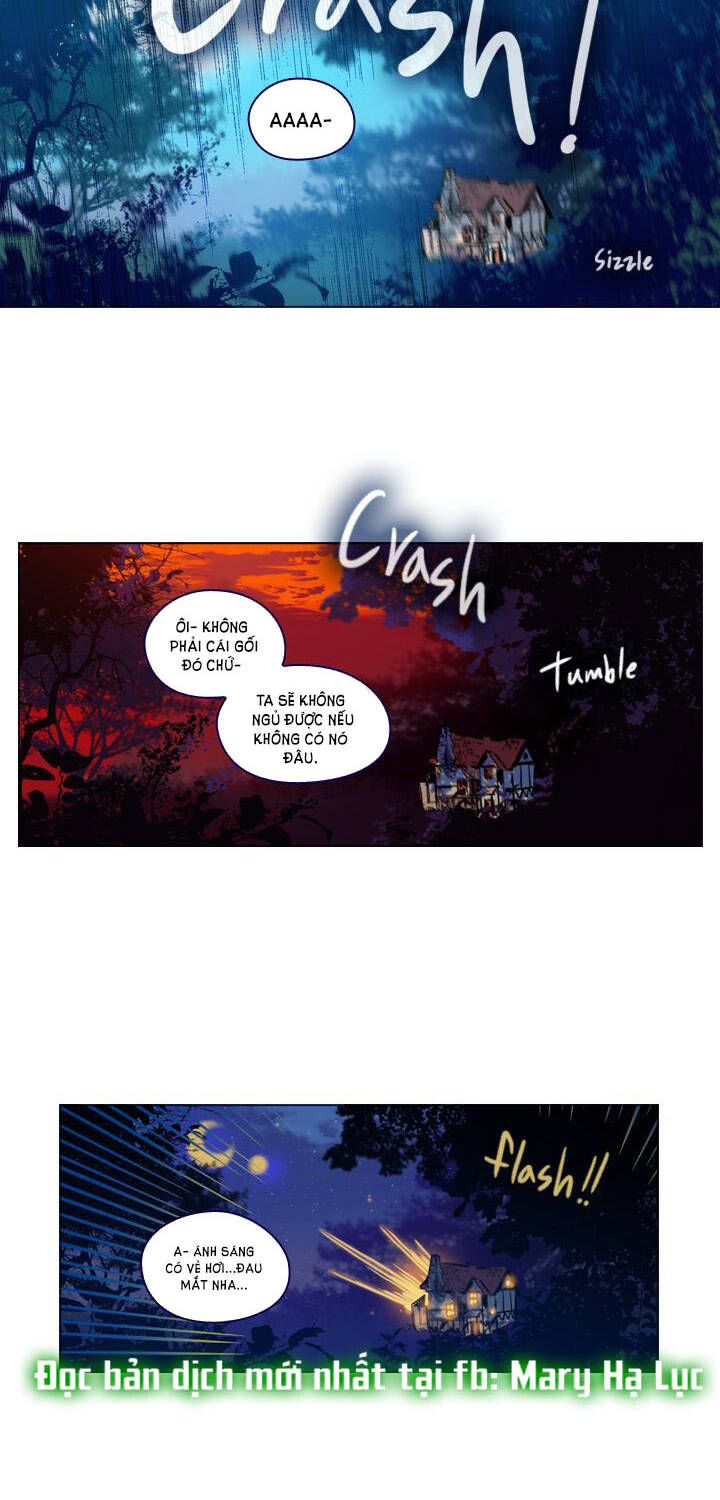 Crash!
AAAA-
Sizzle
Crash
ÔI- KHÔNG
PHẢI CÁI GỐI
ĐÓ CHỨ-
Tumble
TA SẼ KHÔNG
NGỦ ĐƯỢC NẾU
KHÔNG CÓ NÓ
ĐÂU.
flash!!
A- ÁNH SÁNG
CÓ VẺ HƠI...ĐAU
MẮT NHA...
Đọc bản dịch mới nhất tại fb: Mary Hạ Lục